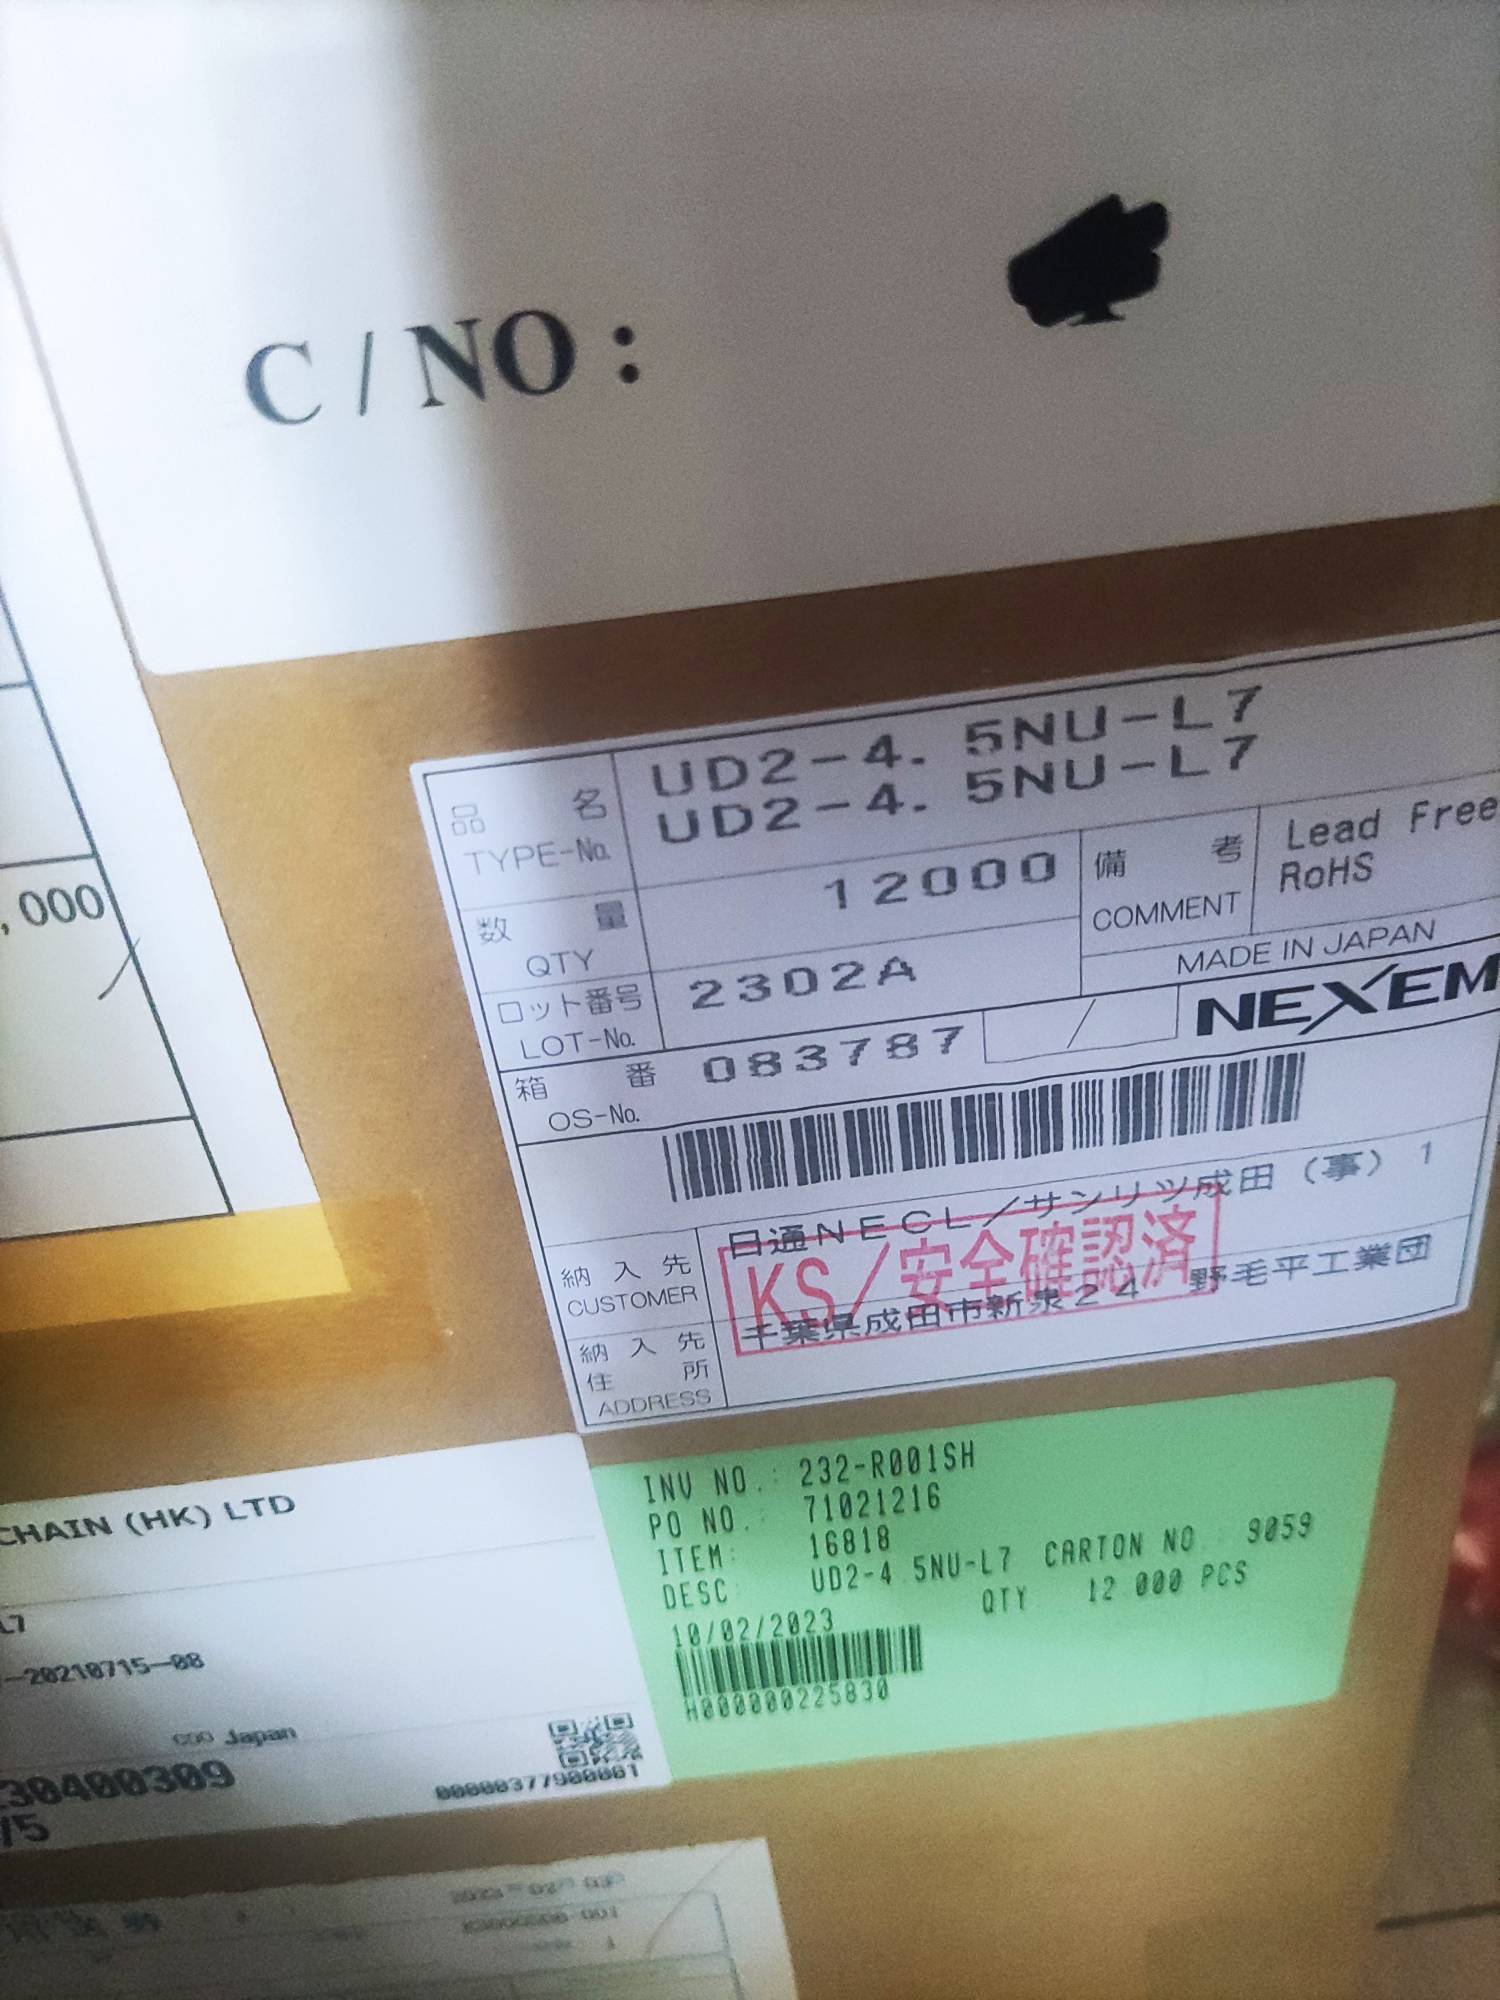 C/NO:
,000
品名
TYPE-No.
UD2-4.5NU-L7
UD2-4.5NU-L7
数量
QTY
12000
備考
COMMENT
Lead Free
RoHS
ロット番号
LOT-No.
2302A
MADE IN JAPAN
NEXEM
箱番
OS-No.
083787
/
納入先
CUSTOMER
日通NECL/サンリツ成田(事)1
KS/安全確認済
納入先
住所
ADDRESS
千葉県成田市新泉24 野毛平工業団
INV NO.: 232-R001SH
PO NO.: 71021216
ITEM: 16818
DESC: UD2-4.5NU-L7 CARTON NO 9059
QTY 12.000 PCS
10/02/2023
H000000225830
CHAIN (HK) LTD
L7
-20210715-08
COO Japan
30400309
/5
00000377900001